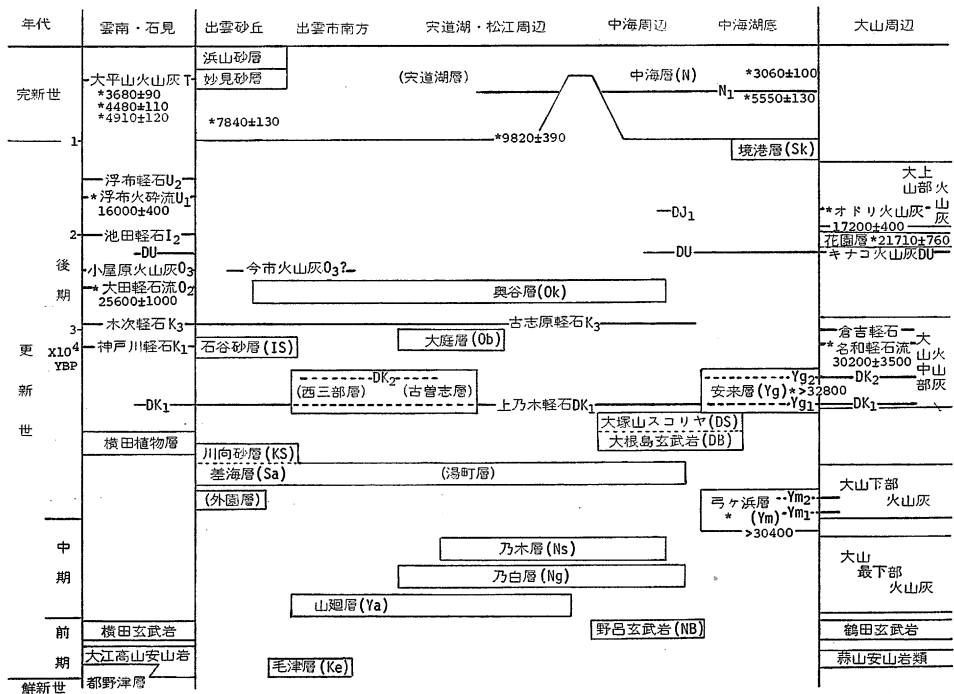 年代 雲南・石見 出雲砂丘 出雲市南方 宍道湖・松江周辺 中海周辺 中海湖底 大山周辺
浜山砂層
大平山火山灰T 妙見砂層 (宍道湖層) 中海層(N) *3060±100
完新世 *3680±90 N1 *5550±130
*4480±110
*4910±120 *7840±130
1 *9820±390
境港層(Sk)
大山上部火山灰
浮布軽石U2
*浮布火砕流U1
16000±400 DJ1 *オドリ火山灰
17200±400
2 池田軽石I2 花園層*21710±760
DU DU キナコ火山灰DU
後期
小屋原火山灰O3 今市火山灰O3?
*大田軽石流O2 奥谷層(Ok)
25600±1000
木次軽石K3 古志原軽石K3
3 倉吉軽石
X10⁴ YBP 神戸川軽石K1 石谷砂層(IS) 大庭層(Ob) *名和軽石流
30200±3500
大山中部火山灰
更新世
DK2 Yg2 DK2
(西三部層) (古曽志層) 安来層(Yg)*>32800
DK1 上乃木軽石DK1 Yg1 DK1
大塚山スコリヤ(DS)
横田植物層 大根島玄武岩(DB)
川向砂層(KS)
差海層(Sa) (湯町層)
大山下部火山灰
(外園層) 弓ヶ浜層 Ym2
*(Ym) Ym1
>30400
中期
乃木層(Ns) 大山最下部火山灰
乃白層(Ng)
山廻層(Ya)
前期
横田玄武岩 野呂玄武岩(NB) 鶴田玄武岩
大江高山安山岩 蒜山安山岩類
毛津層(Ke)
鮮新世 都野津層